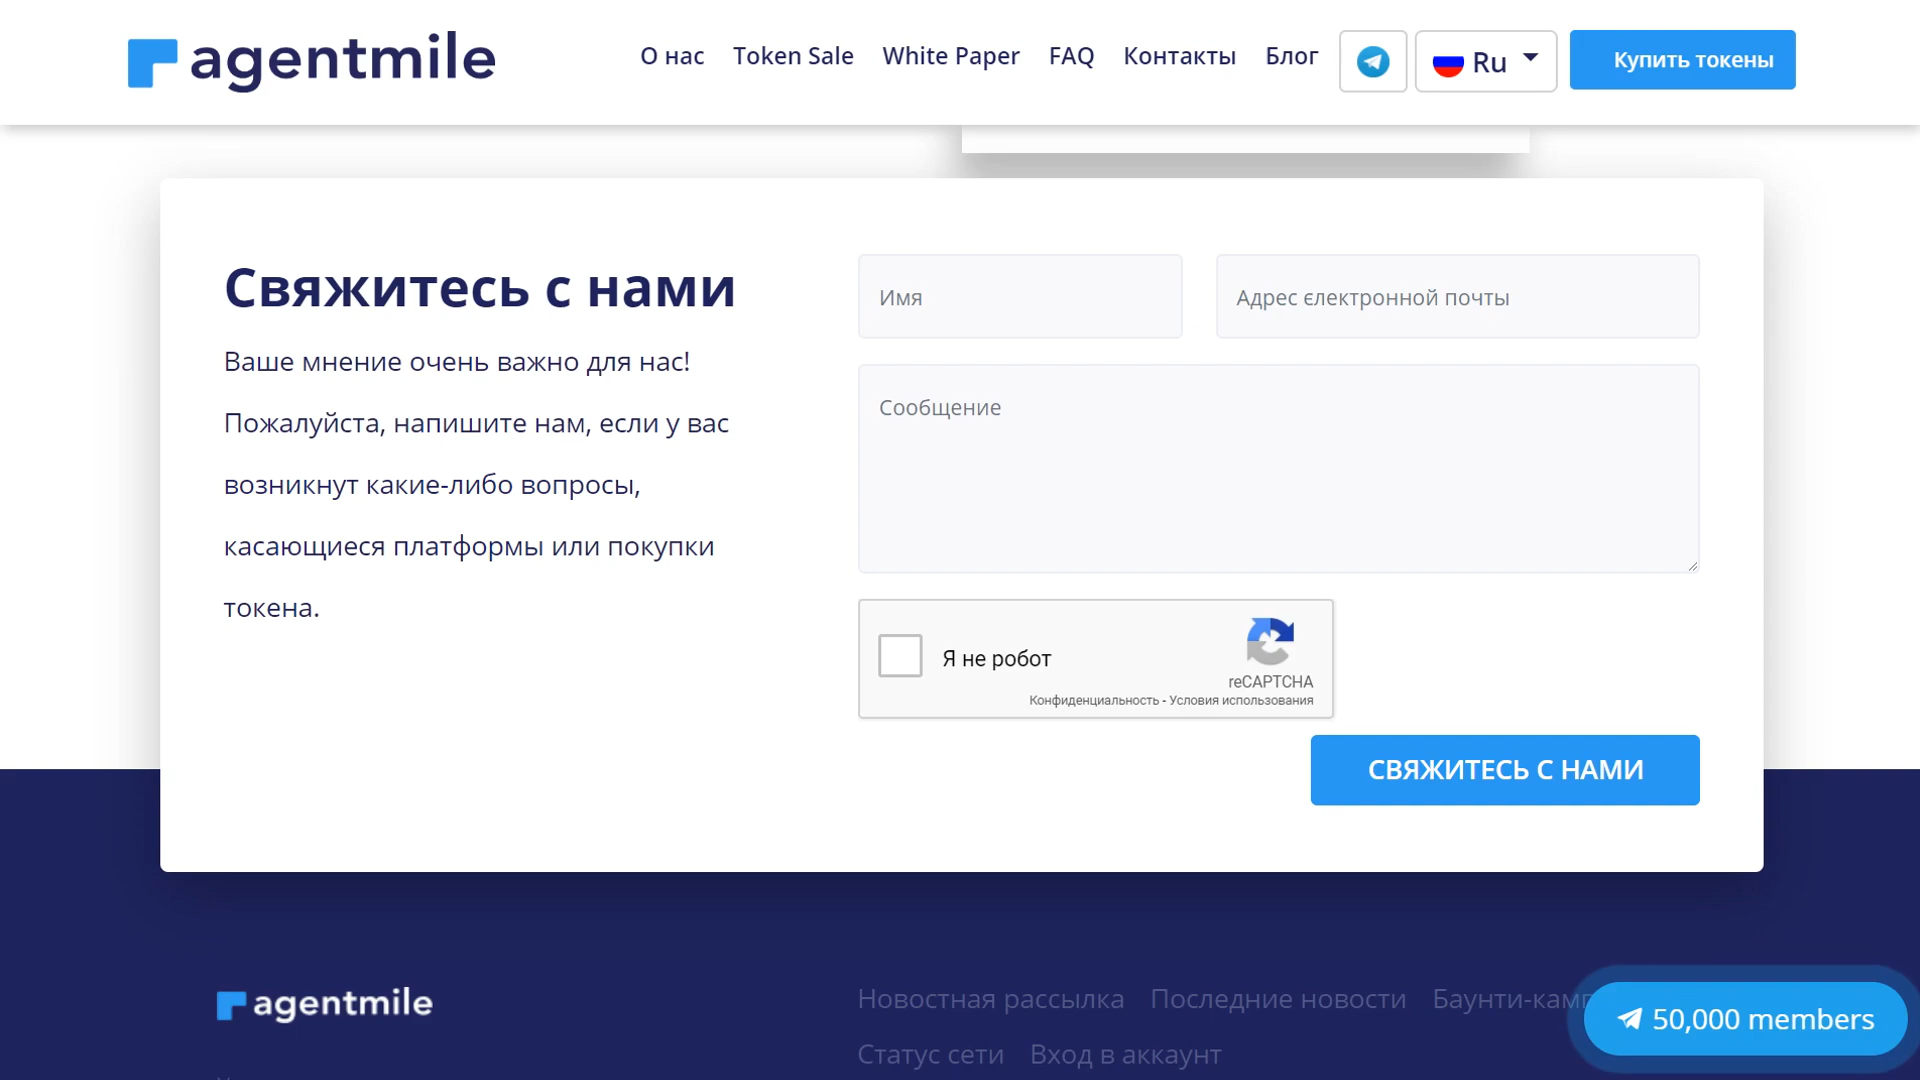 agentmile
О нас Token Sale White Paper FAQ Контакты Блог Ru Купить токены
Свяжитесь с нами
Ваше мнение очень важно для нас!
Пожалуйста, напишите нам, если у вас
возникнут какие-либо вопросы,
касающиеся платформы или покупки
токена.
Имя
Адрес єлектронной почты
Сообщение
Я не робот
reCAPTCHA
Конфиденциальность - Условия использования
СВЯЖИТЕСЬ С НАМИ
agentmile
Новостная рассылка Последние новости
Статус сети Вход в аккаунт
50,000 members